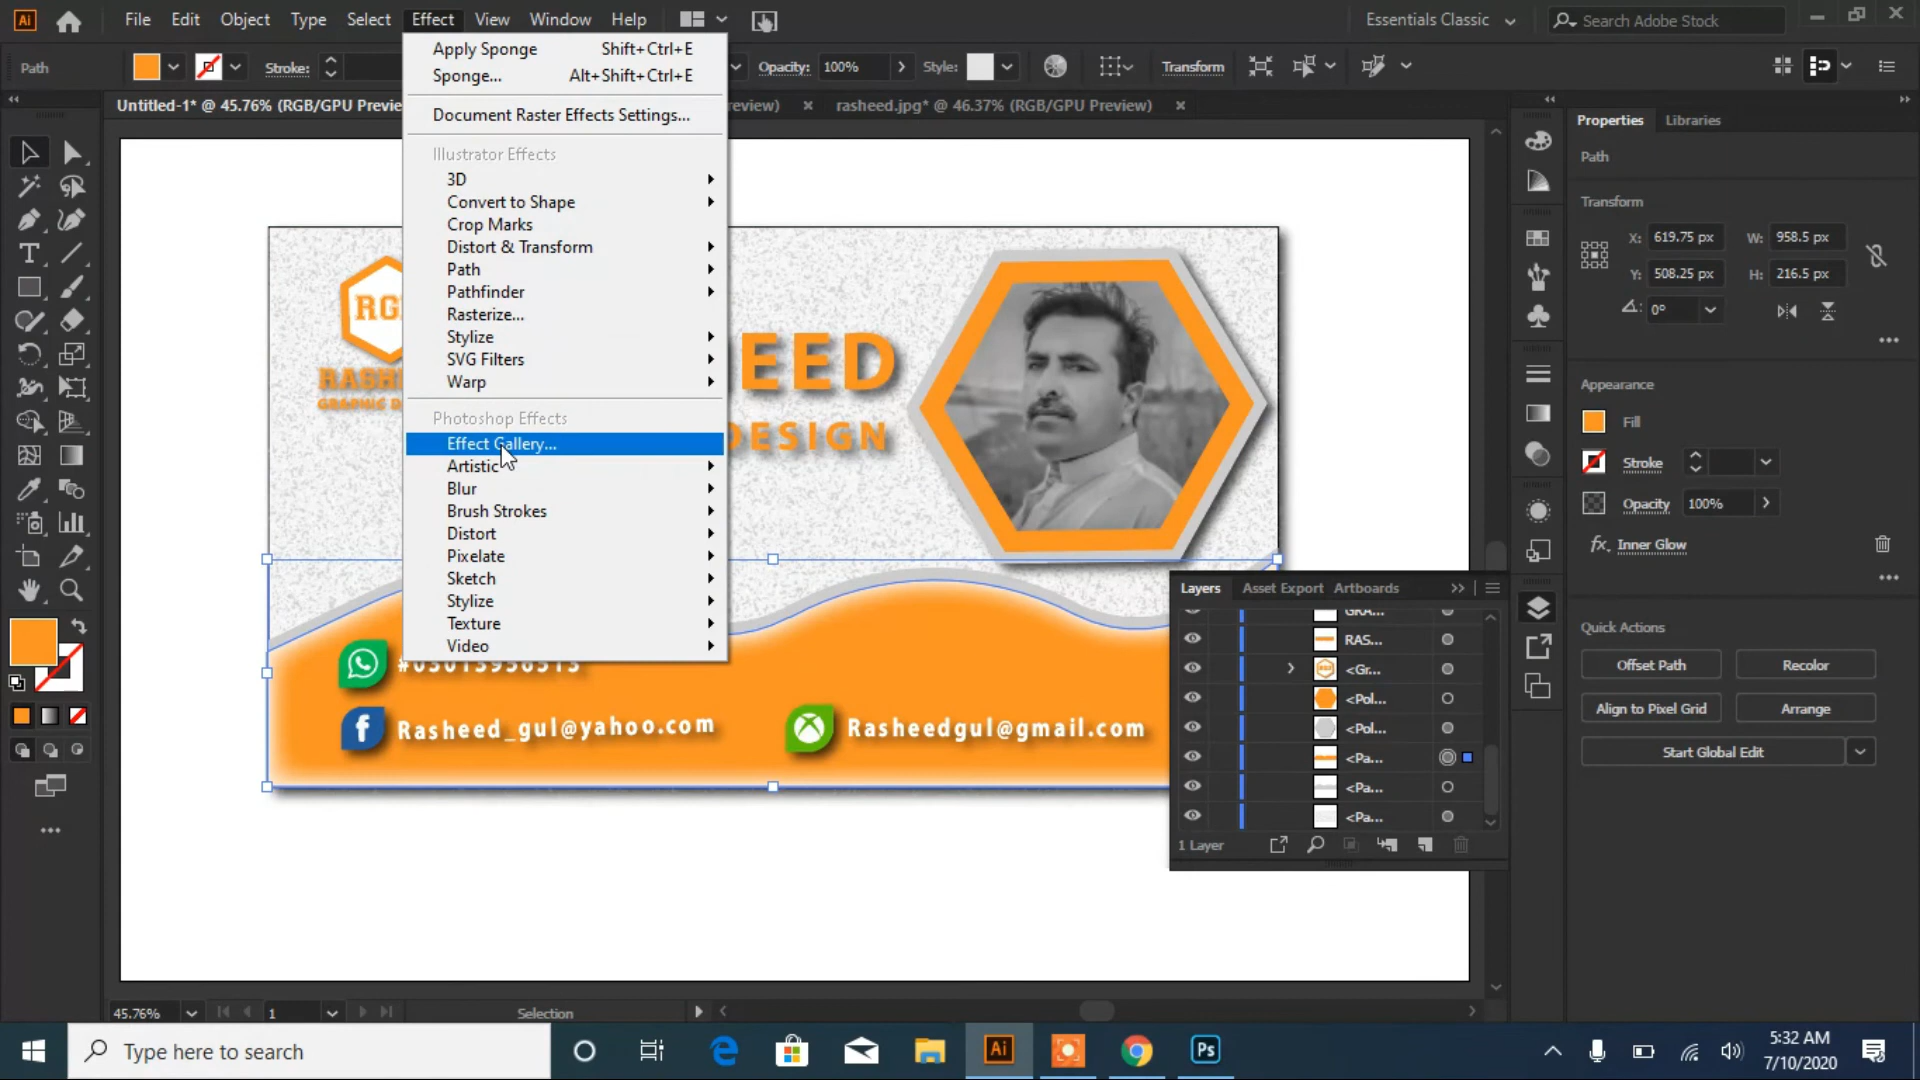 Ai
File Edit Object Type Select Effect View Window Help
Essentials Classic
Search Adobe Stock
Path
Stroke:
Opacity: 100%
Style:
Transform
Untitled-1* @ 45.76% (RGB/GPU Preview)
rasheed.jpg* @ 46.37% (RGB/GPU Preview)
Apply Sponge Shift+Ctrl+E
Sponge... Alt+Shift+Ctrl+E
Document Raster Effects Settings...
Illustrator Effects
3D
Convert to Shape
Crop Marks
Distort & Transform
Path
Pathfinder
Rasterize...
Stylize
SVG Filters
Warp
Photoshop Effects
Effect Gallery...
Artistic
Blur
Brush Strokes
Distort
Pixelate
Sketch
Stylize
Texture
Video
EED
DESIGN
Rasheed_gul@yahoo.com
Rasheedgul@gmail.com
Properties Libraries
Path
Transform
X: 619.75 px W: 958.5 px
Y: 508.25 px H: 216.5 px
0°
Appearance
Fill
Stroke
Opacity 100%
fx. Inner Glow
Quick Actions
Offset Path Recolor
Align to Pixel Grid Arrange
Start Global Edit
Layers Asset Export Artboards
RAS...
<Gr...
<Pol...
<Pol...
<Pa...
<Pa...
<Pa...
1 Layer
45.76% 1 Selection
Type here to search
Ai
Ps
5:32 AM
7/10/2020